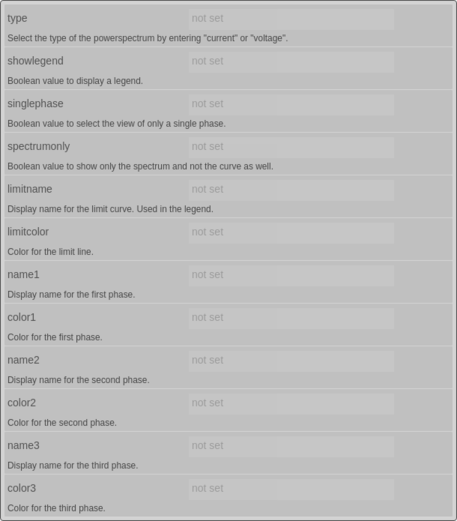 type not set
Select the type of the powerspectrum by entering "current" or "voltage".
showlegend not set
Boolean value to display a legend.
singlephase not set
Boolean value to select the view of only a single phase.
spectrumonly not set
Boolean value to show only the spectrum and not the curve as well.
limitname not set
Display name for the limit curve. Used in the legend.
limitcolor not set
Color for the limit line.
name1 not set
Display name for the first phase.
color1 not set
Color for the first phase.
name2 not set
Display name for the second phase.
color2 not set
Color for the second phase.
name3 not set
Display name for the third phase.
color3 not set
Color for the third phase.